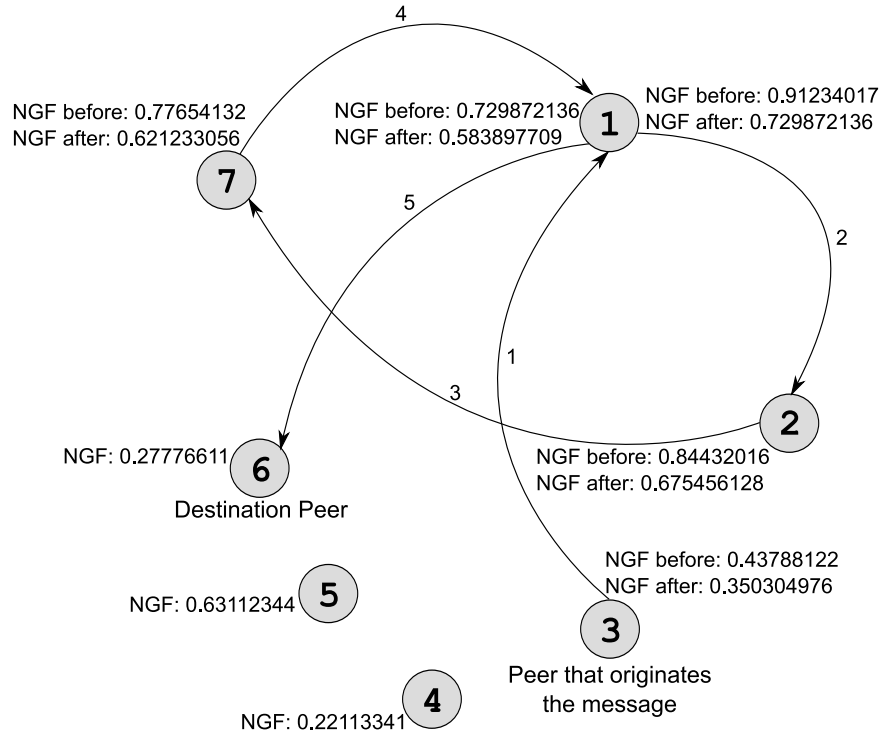 4
NGF before: 0.77654132
NGF after: 0.621233056
NGF before: 0.729872136
NGF after: 0.583897709
1
NGF before: 0.91234017
NGF after: 0.729872136
7
5
2
1
3
2
NGF before: 0.84432016
NGF after: 0.675456128
NGF: 0.27776611
6
Destination Peer
NGF before: 0.43788122
NGF after: 0.350304976
NGF: 0.63112344
5
3
Peer that originates
the message
NGF: 0.22113341
4